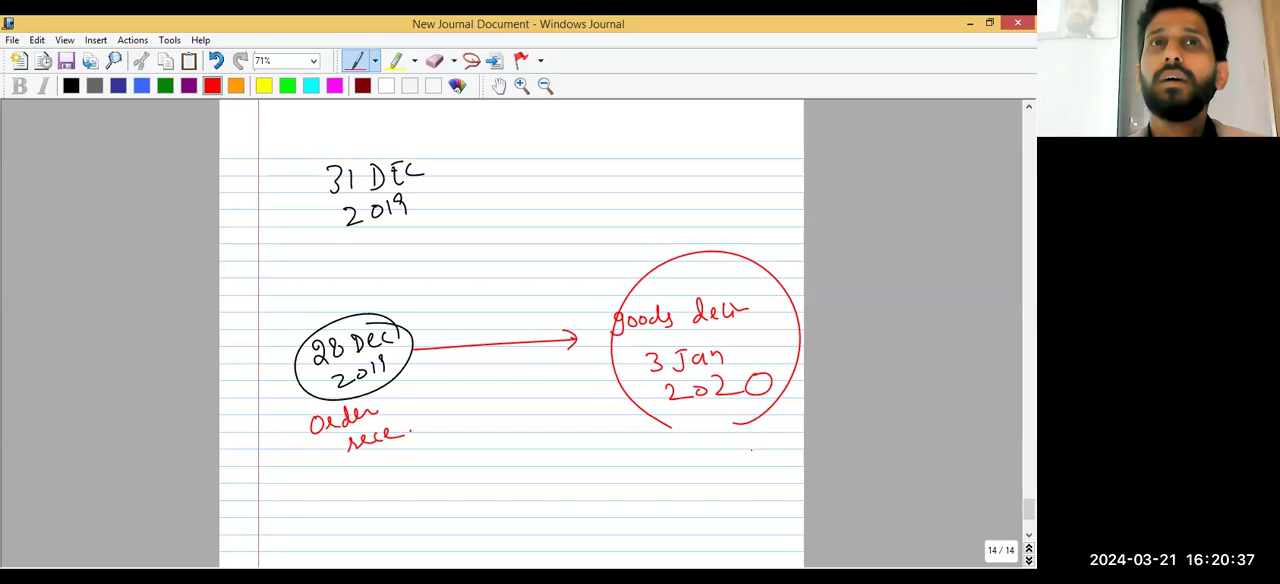 New Journal Document - Windows Journal
File Edit View Insert Actions Tools Help
71%
B I
31 DEC
2019
goods deli
28 Dec
2019
3 Jan
2020
Order
rece.
14 / 14
2024-03-21 16:20:37